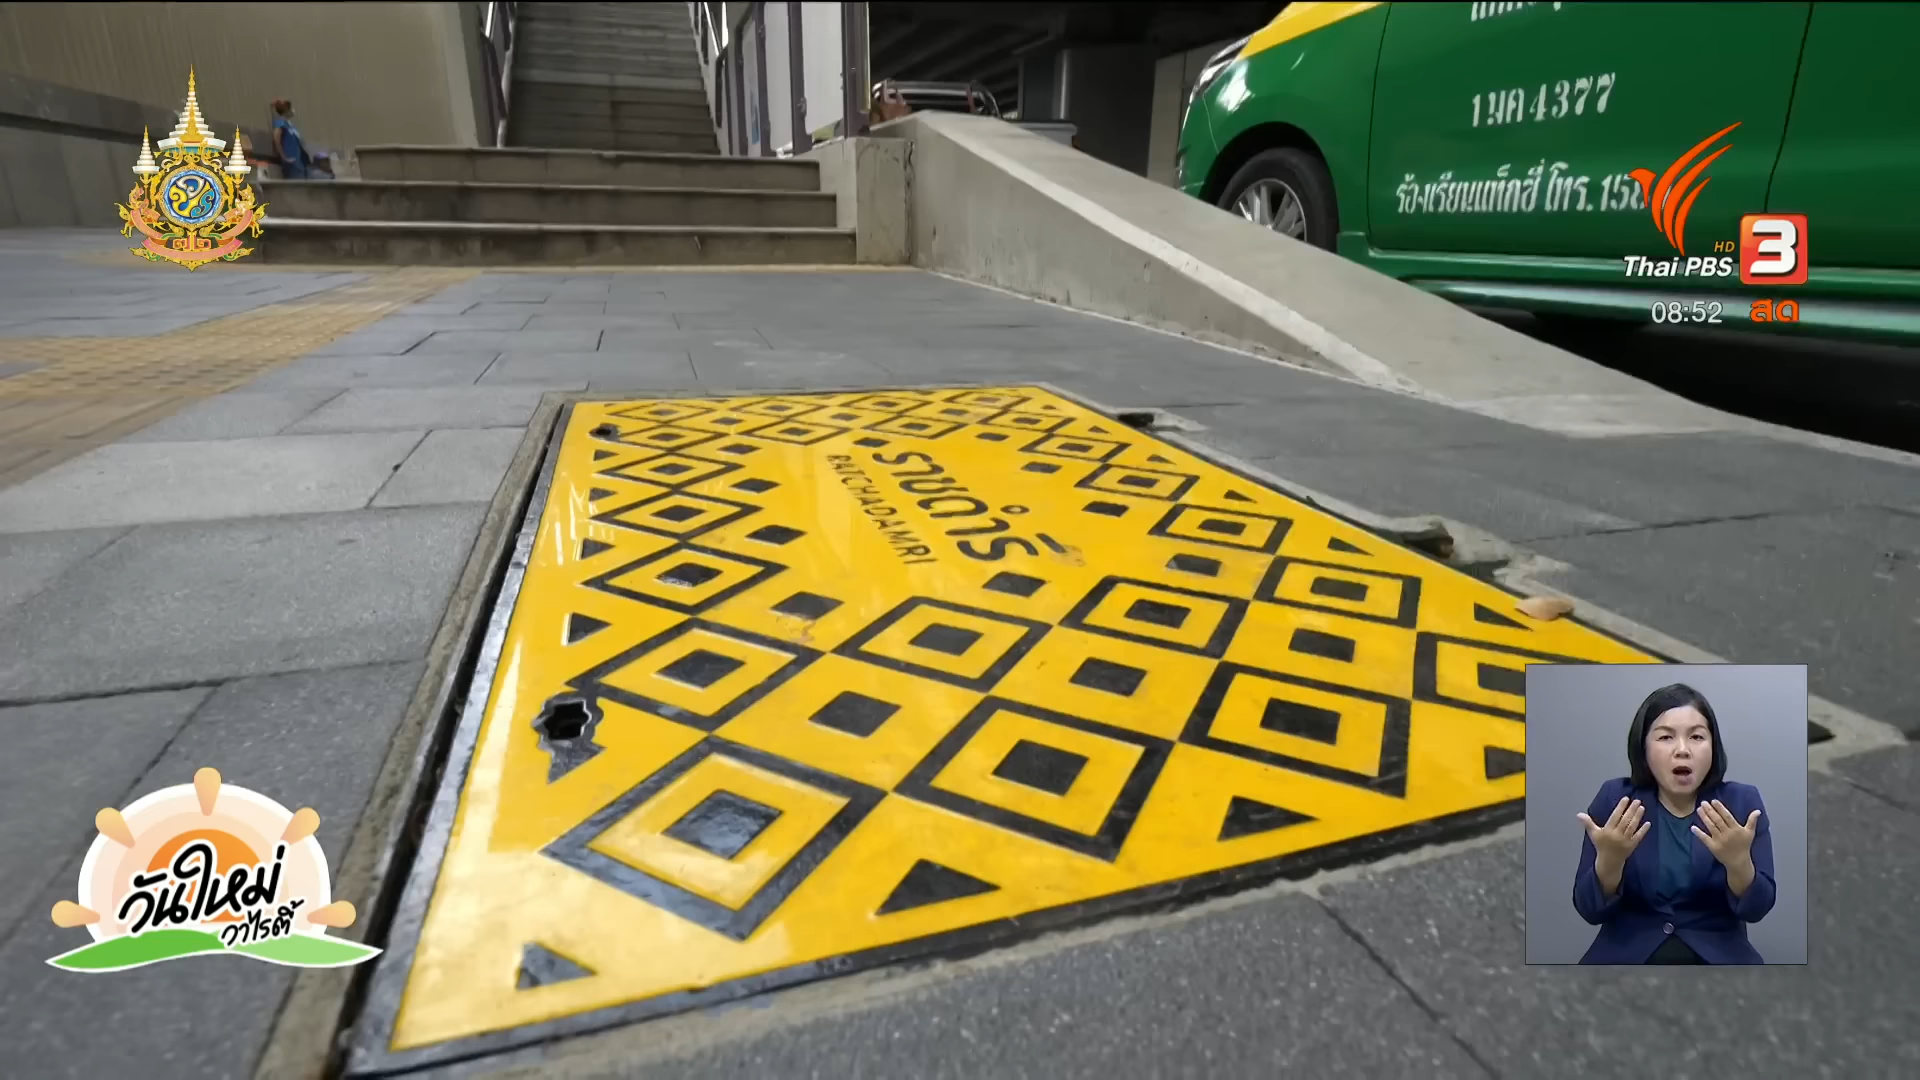 1 มค 4377
ร้องเรียนแท็กซี่ โทร. 158
HD
Thai PBS 3
08:52 สด
ราชดำริ
RATCHADAMRI
วันใหม่
วาไรตี้